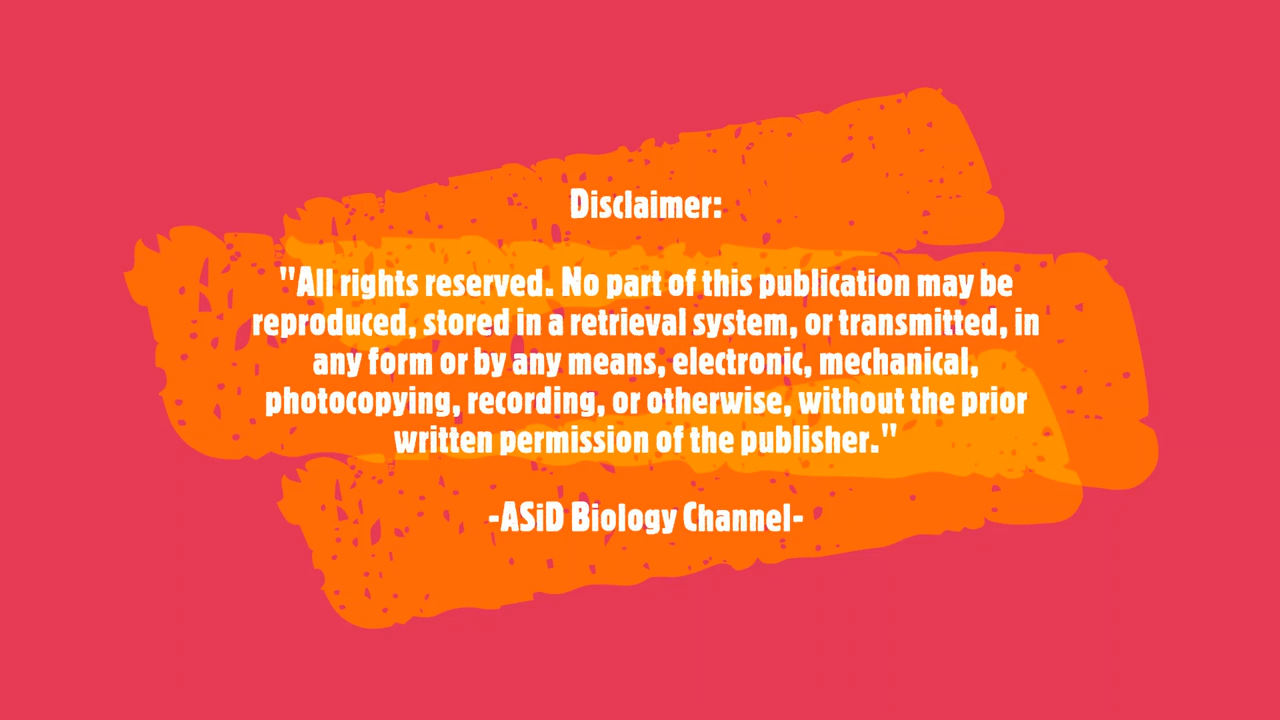 Disclaimer:
"All rights reserved. No part of this publication may be
reproduced, stored in a retrieval system, or transmitted, in
any form or by any means, electronic, mechanical,
photocopying, recording, or otherwise, without the prior
written permission of the publisher."
-ASiD Biology Channel-